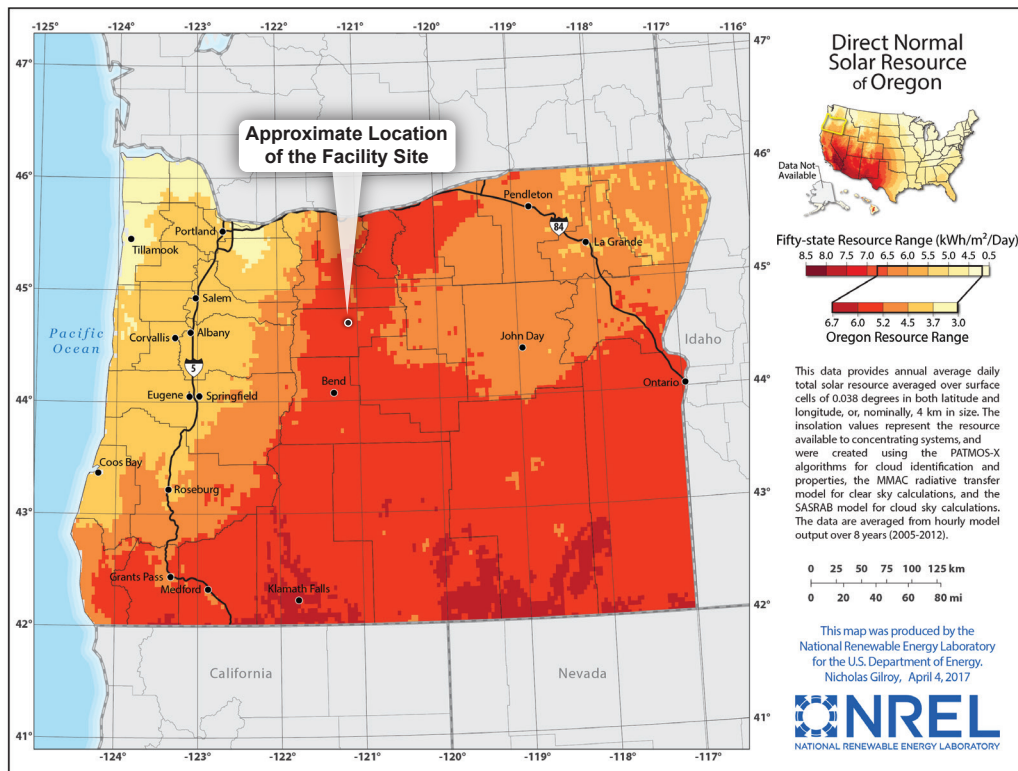 -124°
-123°
-122°
-121°
-120°
-119°
-118°
-117°
47°
47°
46°
46°
45°
45°
44°
44°
43°
43°
42°
42°
41°
41°
-124°
-123°
-122°
-121°
-120°
-119°
-118°
-117°
Approximate Location
of the Facility Site
Portland
Tillamook
Salem
Albany
Corvallis
5
Eugene
Springfield
Coos Bay
Roseburg
Grants Pass
Medford
Klamath Falls
Bend
John Day
Pendleton
84
La Grande
Ontario
Pacific
Ocean
Idaho
California
Nevada
Direct Normal
Solar Resource
of Oregon
Data Not
Available
Fifty-state Resource Range (kWh/m²/Day)
8.5 8.0 7.5 7.0 6.5 6.0 5.5 5.0 4.5 4.0 0.5
6.7 6.0 5.2 4.5 3.7 3.0
Oregon Resource Range
This data provides annual average daily
total solar resource averaged over surface
cells of 0.038 degrees in both latitude and
longitude, or, nominally, 4 km in size. The
insolation values represent the resource
available to concentrating systems, and
were created using the PATMOS-X
algorithms for cloud identification and
properties, the MMAC radiative transfer
model for clear sky calculations, and the
SASRAB model for cloud sky calculations.
The data are averaged from hourly model
output over 8 years (2005-2012).
0 25 50 75 100 125 km
0 20 40 60 80 mi
This map was produced by the
National Renewable Energy Laboratory
for the U.S. Department of Energy.
Nicholas Gilroy, April 4, 2017
NREL
NATIONAL RENEWABLE ENERGY LABORATORY